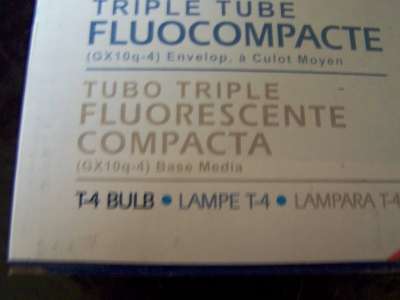 TRIPLE TUBE
FLUOCOMPACTE
(GX10q-4) Envelop. à Culot Moyen
TUBO TRIPLE
FLUORESCENTE
COMPACTA
(GX10q-4) Base Media
T-4 BULB • LAMPE T-4 • LAMPARA T-4